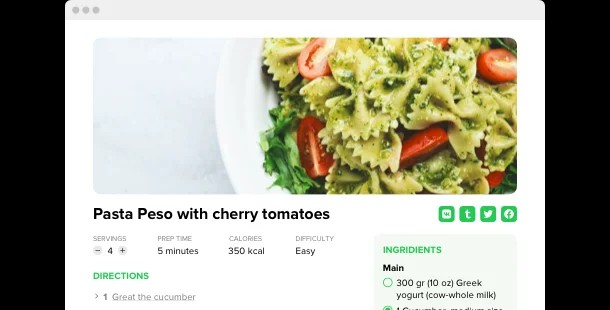 Pasta Peso with cherry tomatoes
SERVINGS PREP TIME CALORIES DIFFICULTY
− 4 + 5 minutes 350 kcal Easy
DIRECTIONS
1 Great the cucumber
INGRIDIENTS
Main
300 gr (10 oz) Greek
yogurt (cow-whole milk)